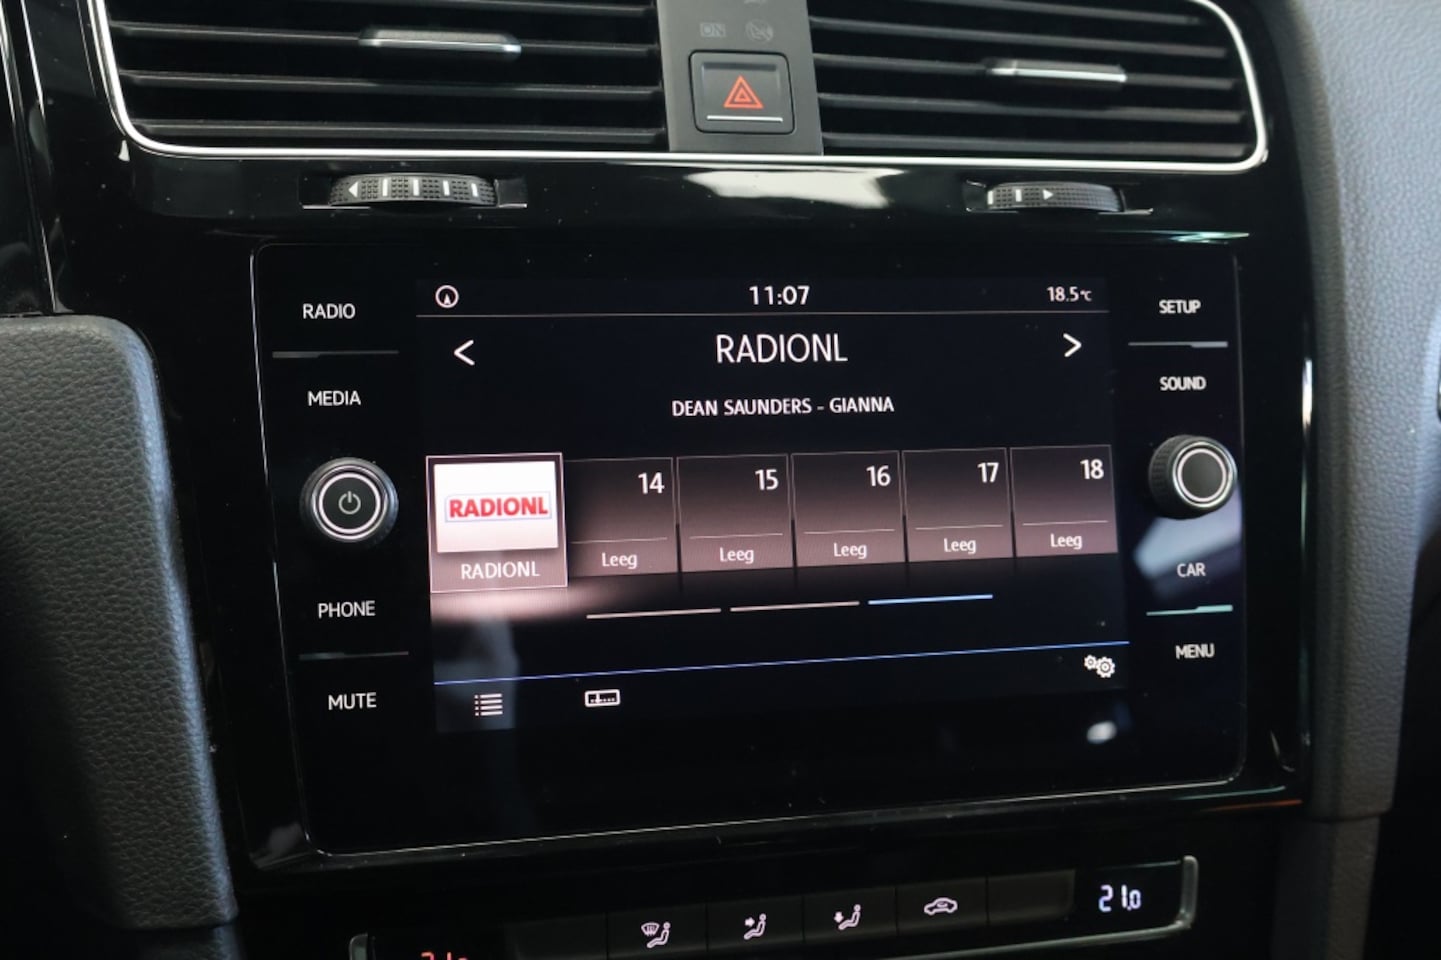 ON
RADIO
MEDIA
PHONE
MUTE
11:07
18.5°C
<
RADIONL
>
DEAN SAUNDERS - GIANNA
RADIONL
RADIONL
14
Leeg
15
Leeg
16
Leeg
17
Leeg
18
Leeg
SETUP
SOUND
CAR
MENU
21.0